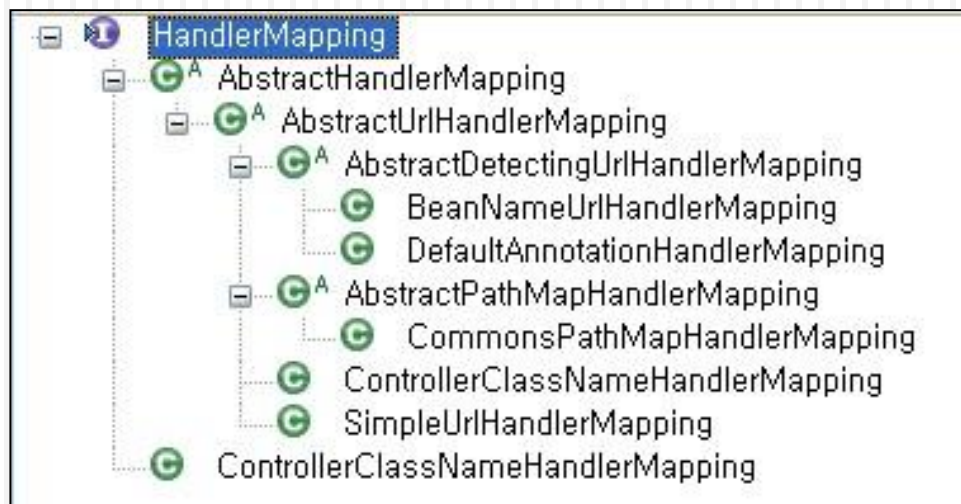 HandlerMapping
AbstractHandlerMapping
AbstractUrlHandlerMapping
AbstractDetectingUrlHandlerMapping
BeanNameUrlHandlerMapping
DefaultAnnotationHandlerMapping
AbstractPathMapHandlerMapping
CommonsPathMapHandlerMapping
ControllerClassNameHandlerMapping
SimpleUrlHandlerMapping
ControllerClassNameHandlerMapping